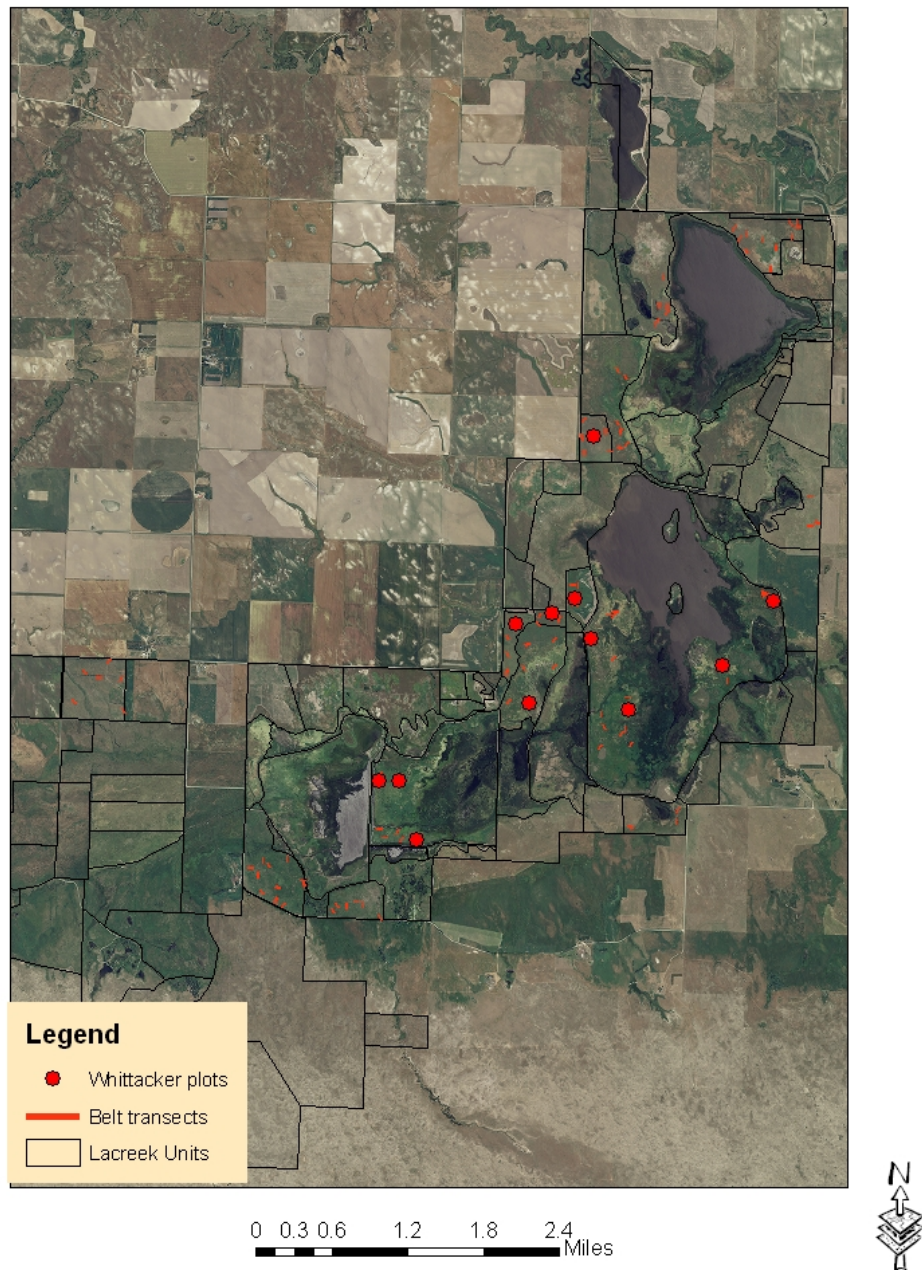 Legend
Whittacker plots
Belt transects
Lacreek Units
0 0.3 0.6 1.2 1.8 2.4
Miles
N